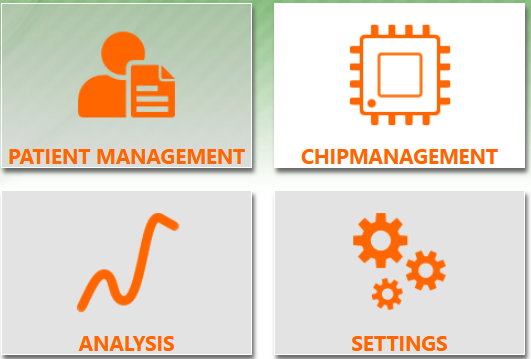 PATIENT MANAGEMENT
CHIPMANAGEMENT
ANALYSIS
SETTINGS